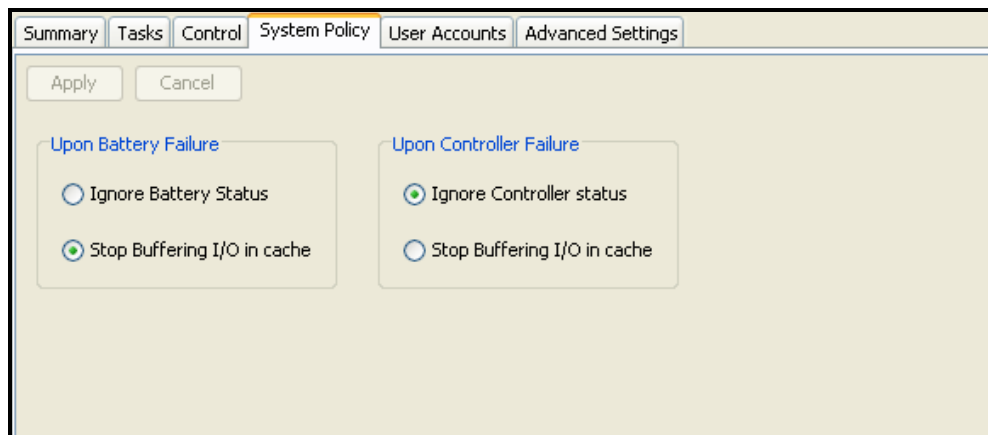 Summary Tasks Control System Policy User Accounts Advanced Settings
Apply Cancel
Upon Battery Failure Upon Controller Failure
Ignore Battery Status Ignore Controller status
Stop Buffering I/O in cache Stop Buffering I/O in cache